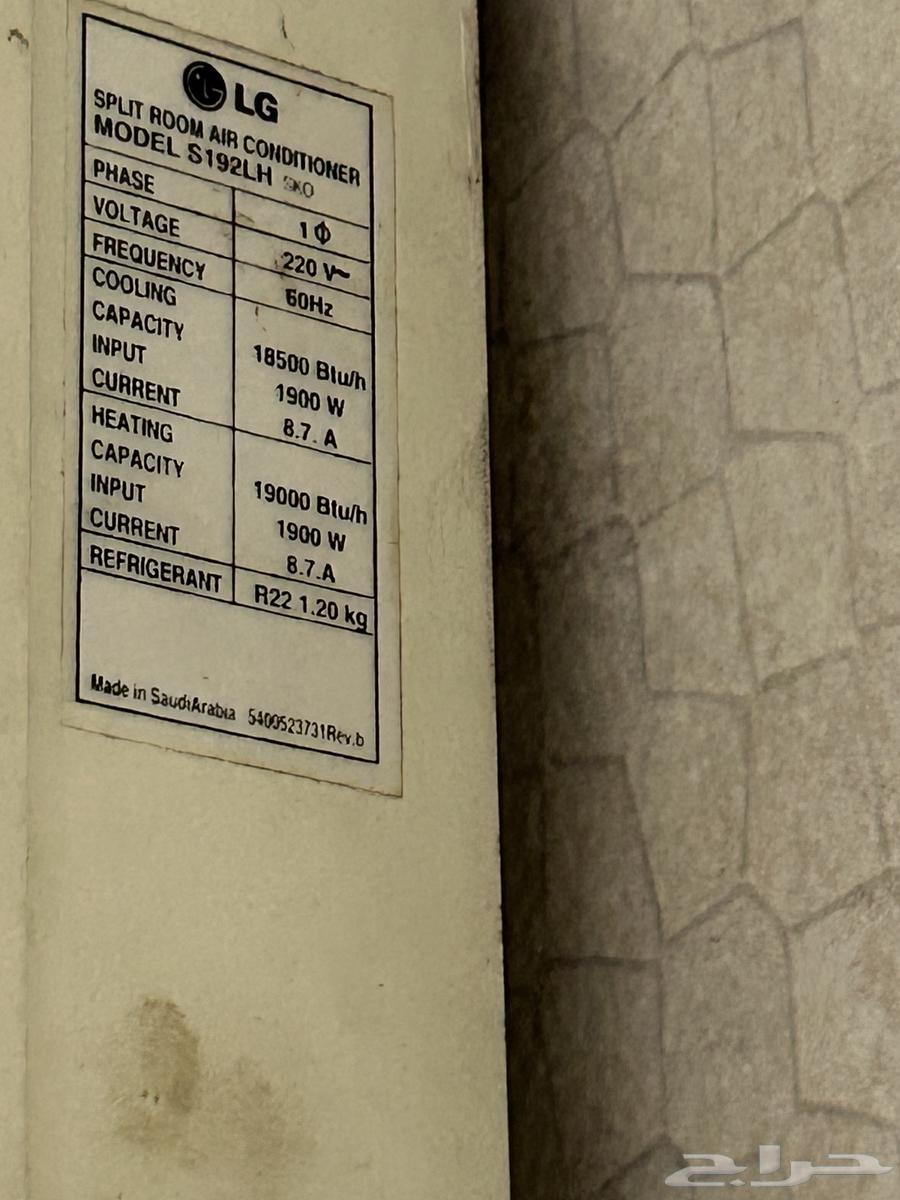 LG
SPLIT ROOM AIR CONDITIONER
MODEL S192LH
PHASE 1Φ
VOLTAGE 220 V~
FREQUENCY 60Hz
COOLING
CAPACITY 18500 Btu/h
INPUT 1900 W
CURRENT 8.7. A
HEATING
CAPACITY 19000 Btu/h
INPUT 1900 W
CURRENT 8.7.A
REFRIGERANT R22 1.20 kg
Made in SaudiArabia 5400523731Rev.b
حراج